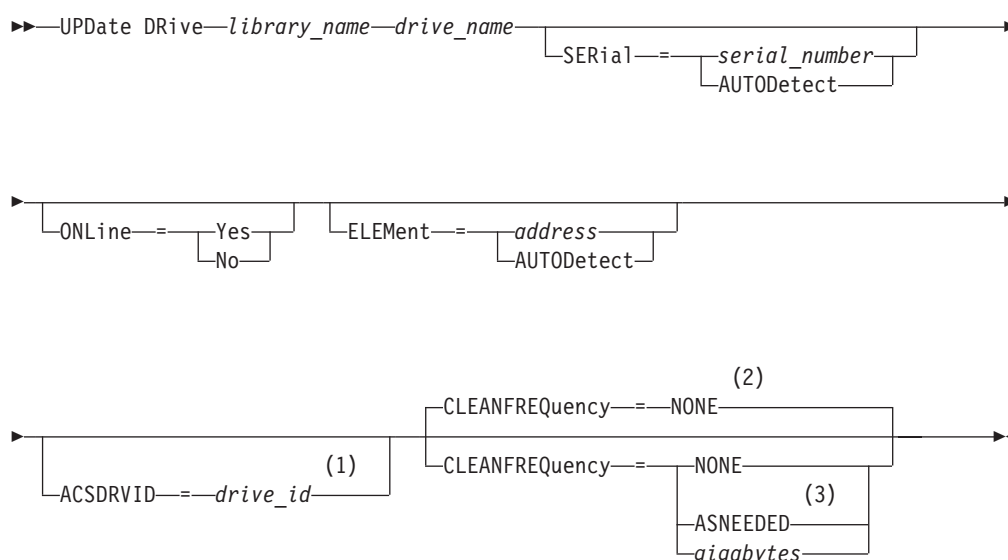 UPDate DRive library_name drive_name
SERial = serial_number
AUTODetect
ONLine = Yes
No
ELEMent = address
AUTODetect
ACSDRVID = drive_id (1)
CLEANFREQuency = NONE (2)
CLEANFREQuency = NONE
ASNEEDED (3)
gigabytes